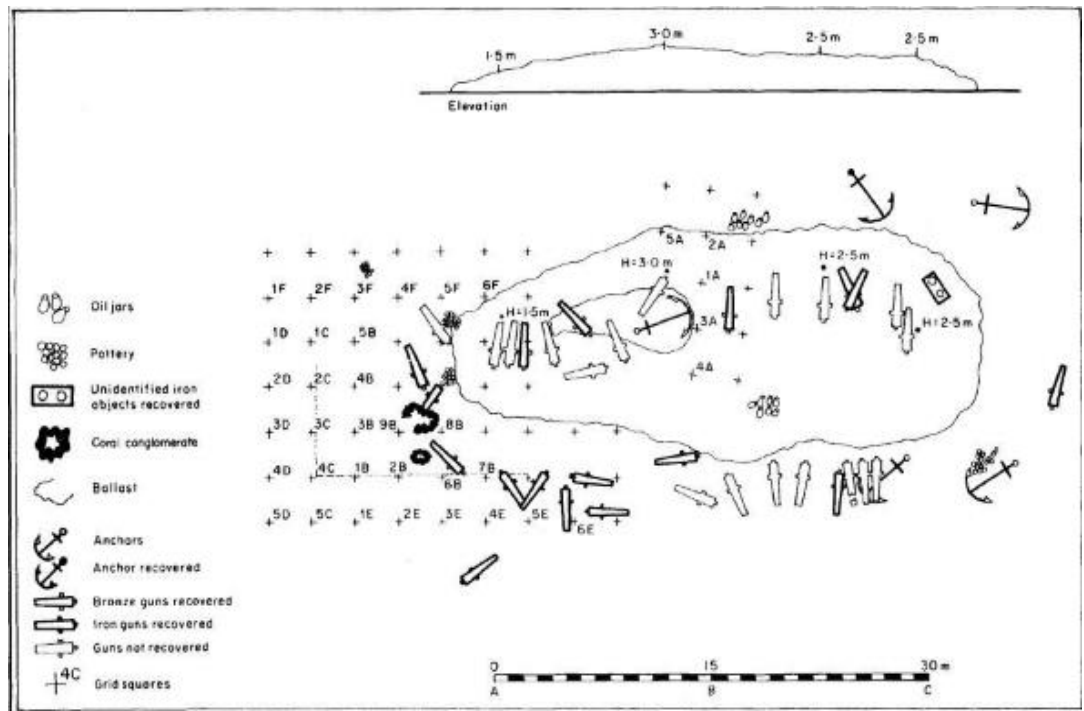 3·0 m
2·5 m 2·5 m
1·5 m
Elevation
5A 2A
H=3·0 m H=2·5m
1A
1F 2F 3F 4F 5F 6F
H=1·5m
3A
H=2·5m
1D 1C 5B
4A
2D 2C 4B
3D 3C 3B 9B 8B
4D 4C 1B 2B 7B
6B
5D 5C 1E 2E 3E 4E 5E
6E
Oil jars
Pottery
Unidentified iron
objects recovered
Coral conglomerate
Ballast
Anchors
Anchor recovered
Bronze guns recovered
Iron guns recovered
Guns not recovered
4C
Grid squares
0 15 30 m
A B C